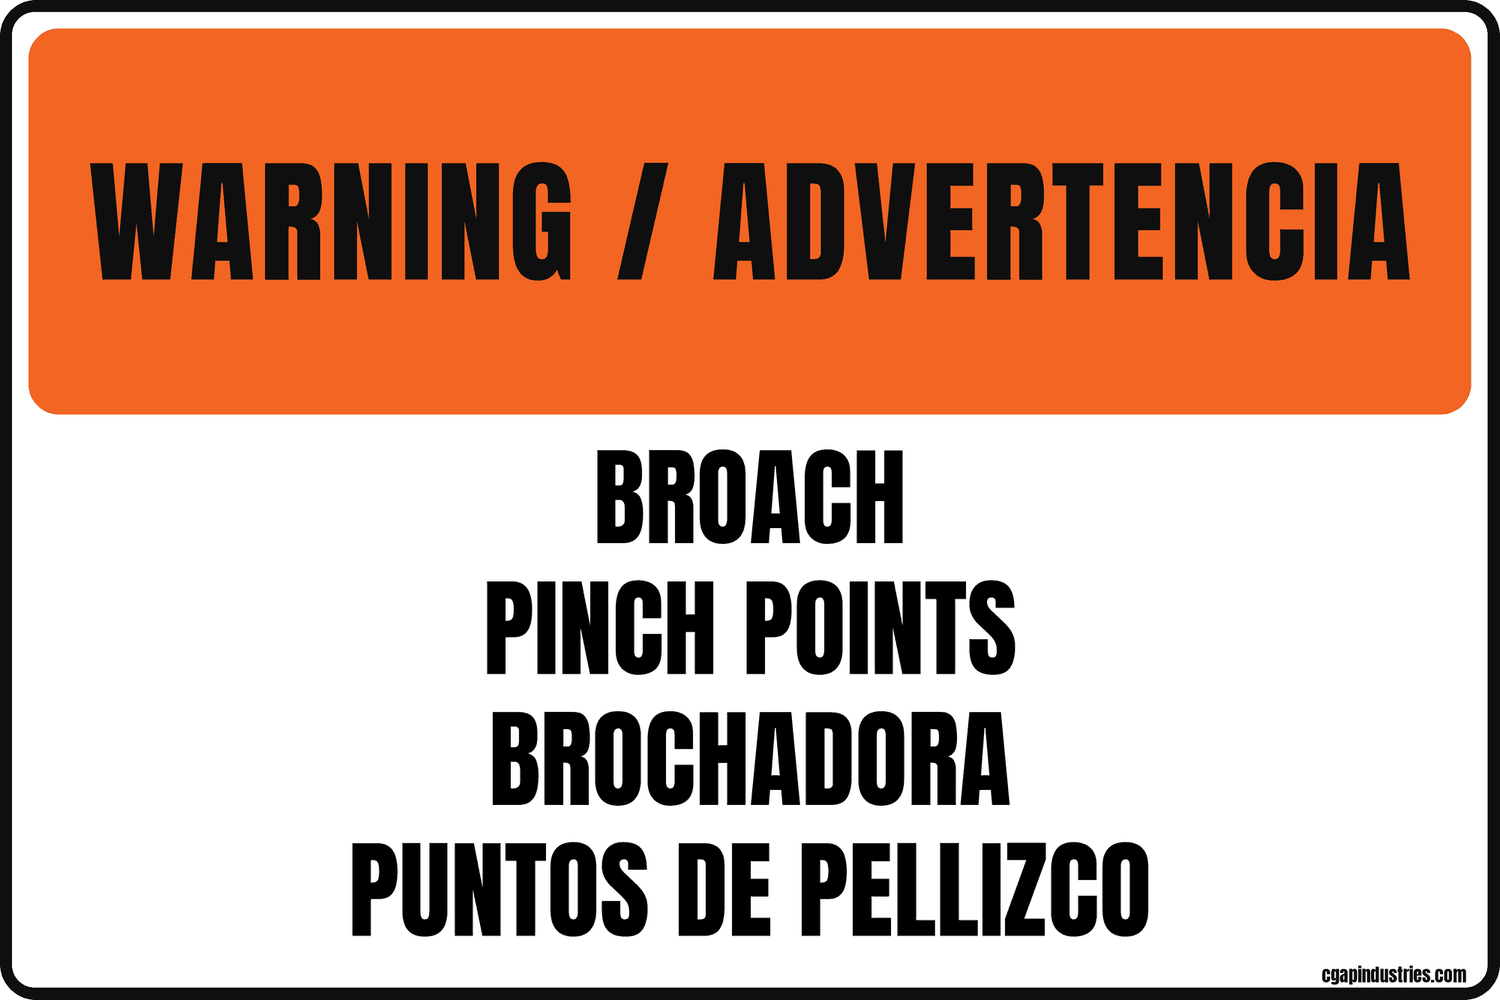 WARNING / ADVERTENCIA
BROACH
PINCH POINTS
BROCHADORA
PUNTOS DE PELLIZCO
cgapindustries.com